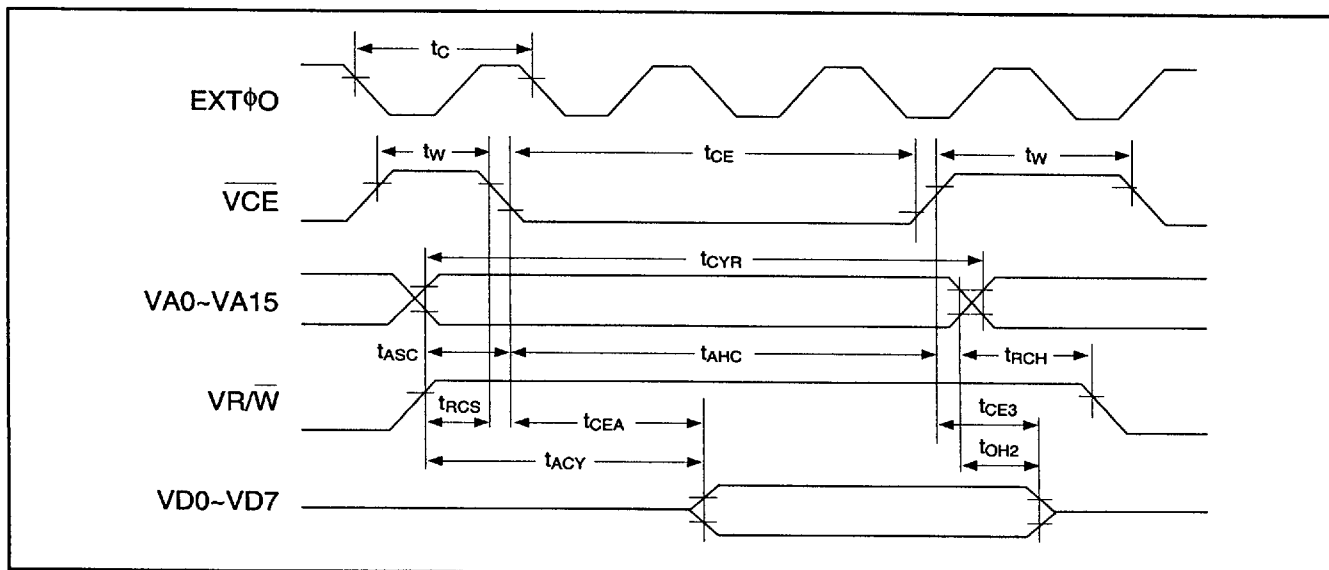 tC
EXTφO
tW
tCE
tW
VCE
tCYR
VA0~VA15
tASC
tAHC
tRCH
VR/W
tRCS
tCEA
tCE3
tACY
tOH2
VD0~VD7